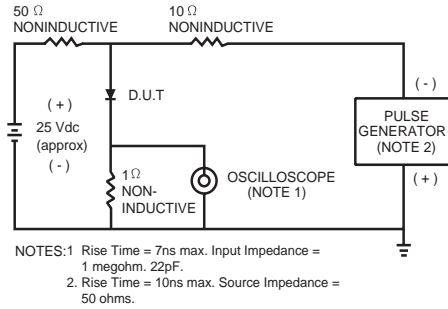 50 Ω
NONINDUCTIVE
10 Ω
NONINDUCTIVE
D.U.T
( + )
25 Vdc
(approx)
( - )
1 Ω
NON-
INDUCTIVE
OSCILLOSCOPE
(NOTE 1)
( - )
PULSE
GENERATOR
(NOTE 2)
( + )
NOTES:1 Rise Time = 7ns max. Input Impedance =
1 megohm. 22pF.
2. Rise Time = 10ns max. Source Impedance =
50 ohms.